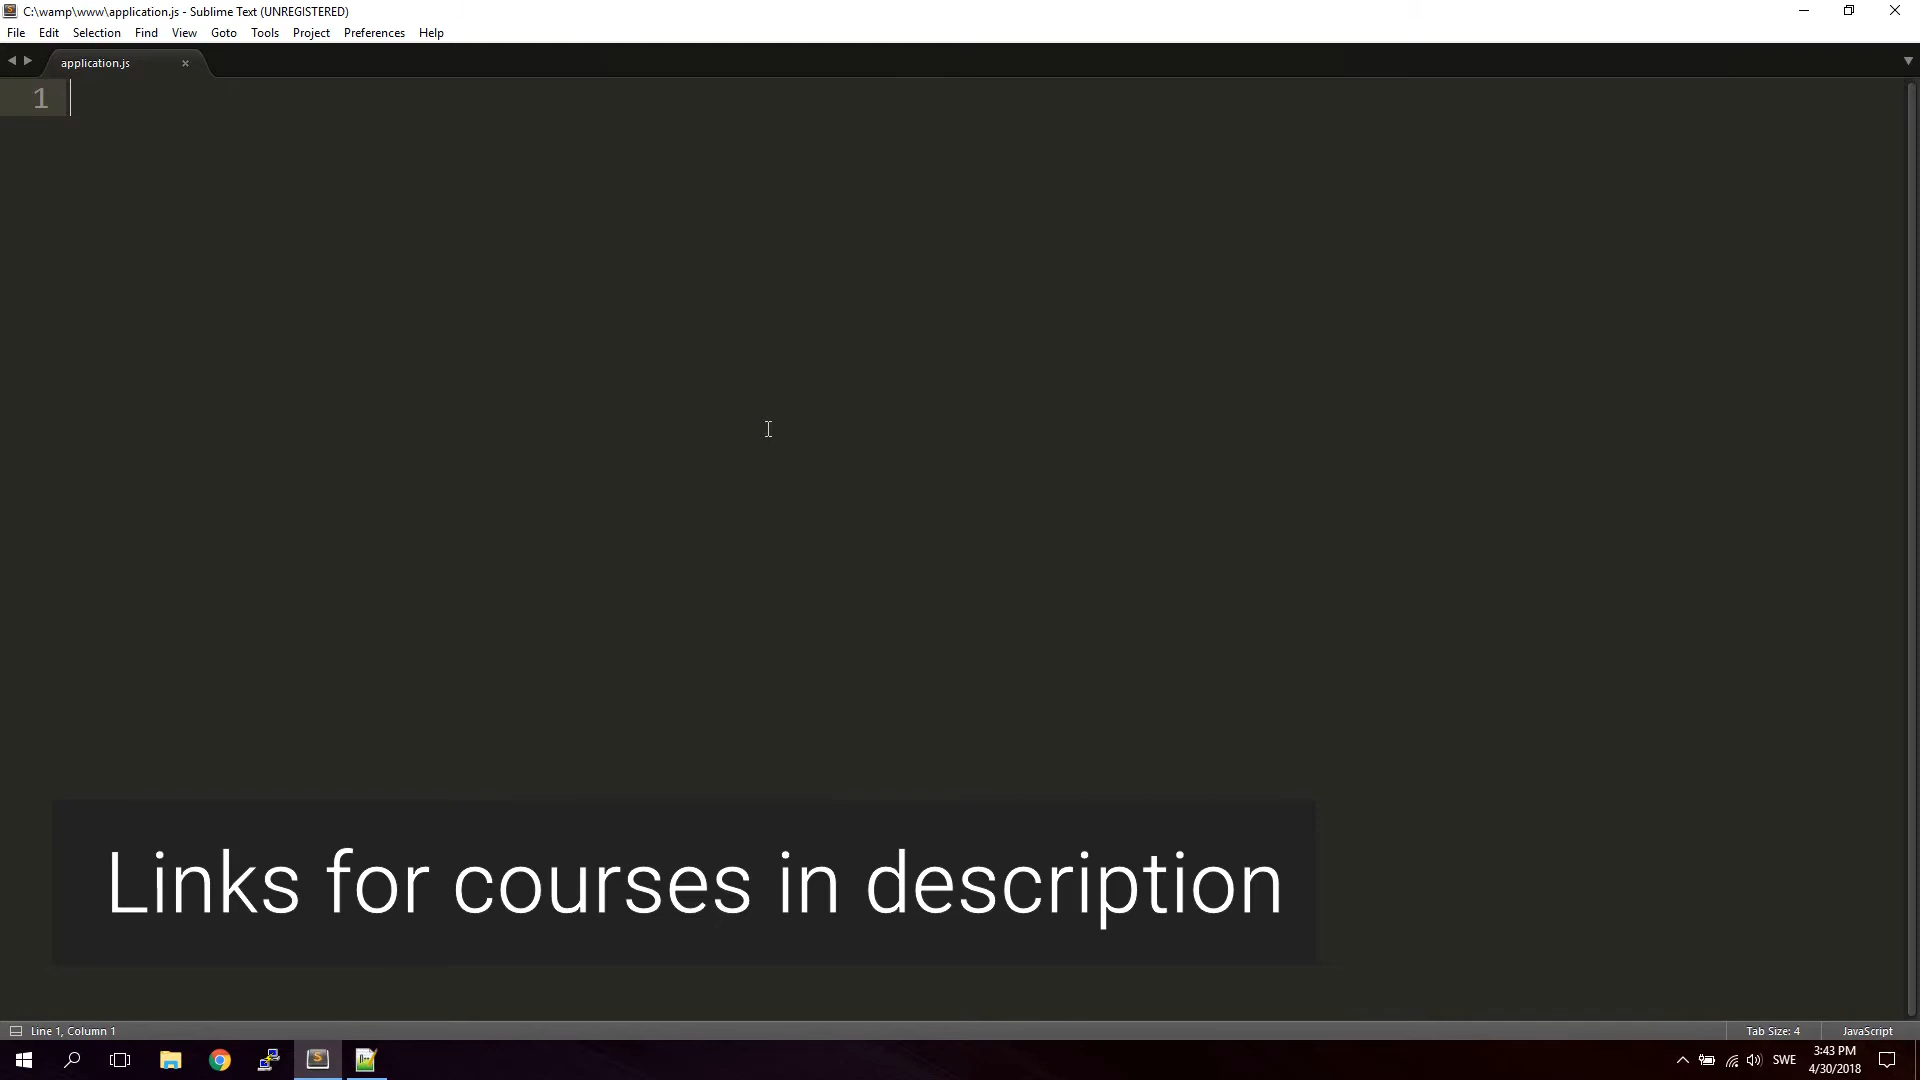 C:\wamp\www\application.js - Sublime Text (UNREGISTERED)
File Edit Selection Find View Goto Tools Project Preferences Help
application.js
1
Links for courses in description
Line 1, Column 1 Tab Size: 4 JavaScript
SWE
3:43 PM
4/30/2018